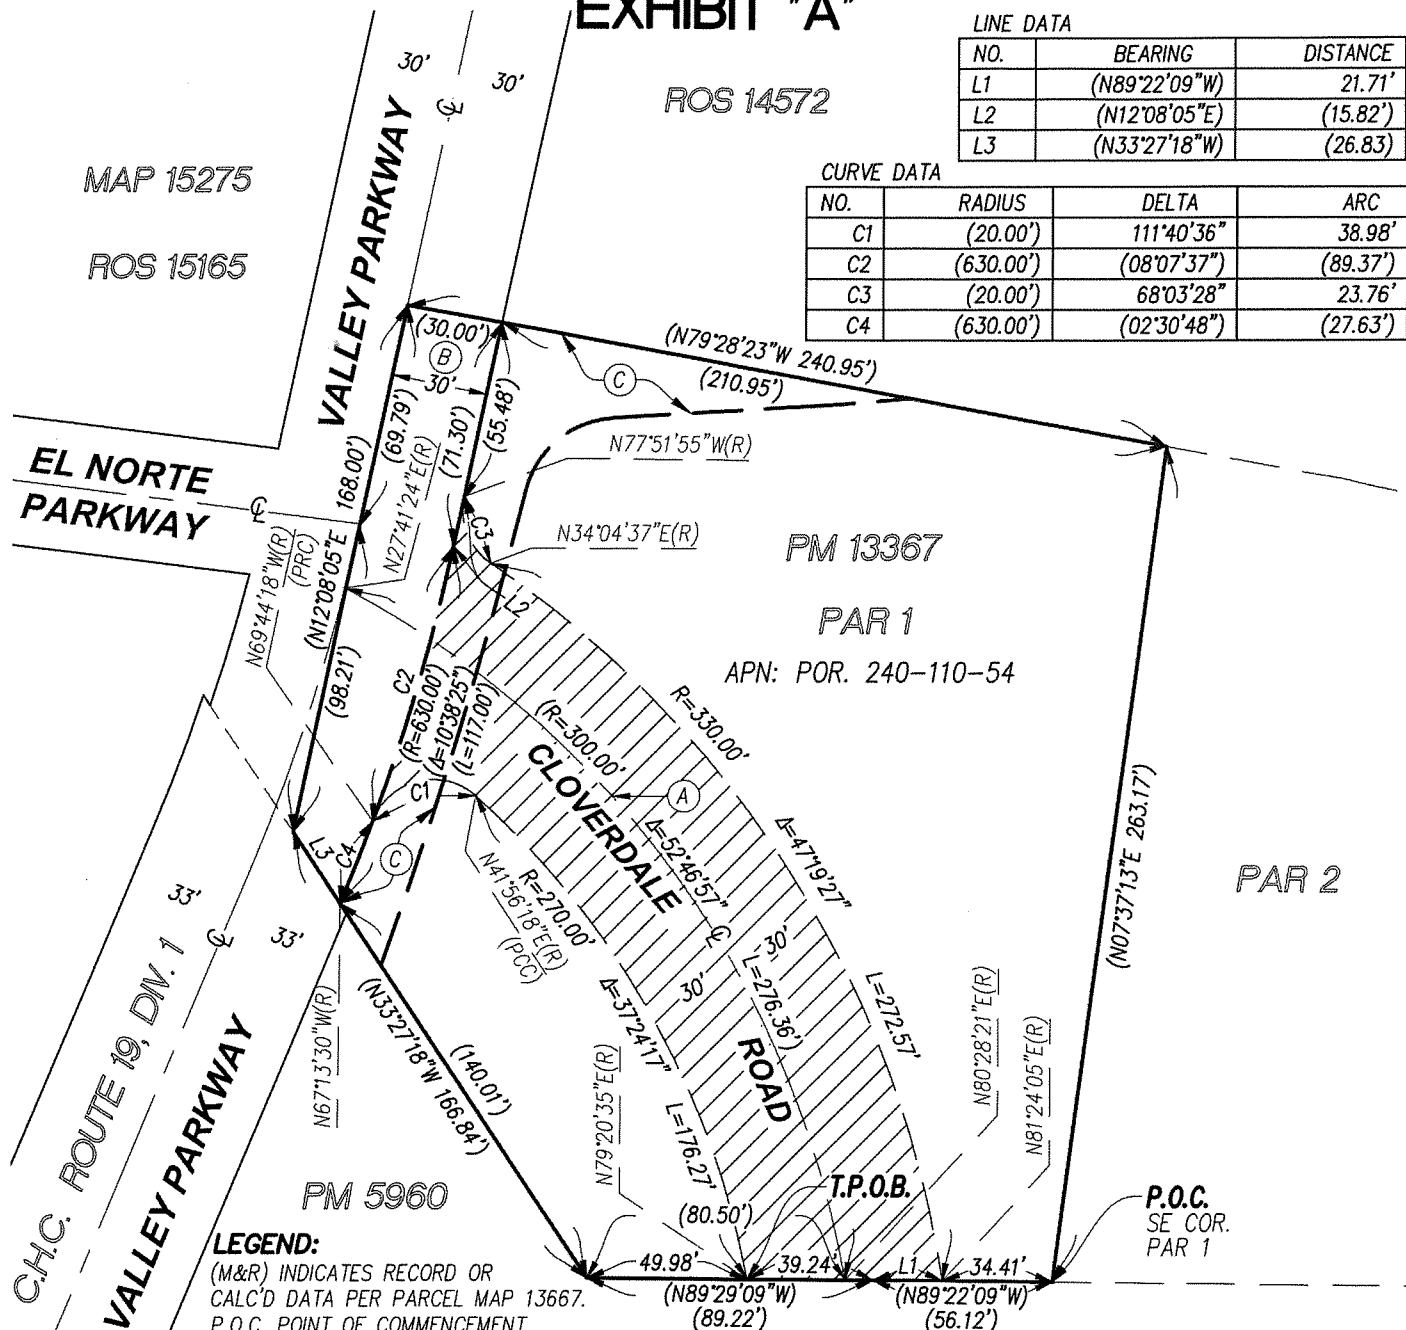 EXHIBIT "A"
LINE DATA
NO. BEARING DISTANCE
L1 (N89°22'09"W) 21.71'
L2 (N12°08'05"E) (15.82')
L3 (N33°27'18"W) (26.83)
CURVE DATA
NO. RADIUS DELTA ARC
C1 (20.00') 111°40'36" 38.98'
C2 (630.00') (08°07'37") (89.37')
C3 (20.00') 68°03'28" 23.76'
C4 (630.00') (02°30'48") (27.63')
30'
30'
℄
ROS 14572
MAP 15275
ROS 15165
VALLEY PARKWAY
(30.00')
B
30'
(N79°28'23"W 240.95')
(210.95')
C
(69.79')
(71.30')
(55.48')
N77°51'55"W(R)
N27°41'24"E(R)
EL NORTE
PARKWAY
℄
(N12°08'05"E 168.00')
C3
N34°04'37"E(R)
PM 13367
PAR 1
APN: POR. 240-110-54
N69°44'18"W(R)
(PRC)
L2
(98.21')
C2
(R=630.00')
(Δ=10°38'25")
(L=117.00')
R=330.00'
(R=300.00'
CLOVERDALE
C1
A
Δ=52°46'57"
Δ=47°19'27"
L3
C4
C
N41°56'18"E(R)
(PCC)
R=270.00'
℄
30'
30'
(N07°37'13"E 263.17')
PAR 2
33'
℄
33'
Δ=37°24'17"
L=276.36')
L=272.57'
ROAD
C.H.C. ROUTE 19, DIV. 1
VALLEY PARKWAY
N67°13'30"W(R)
(140.01')
(N33°27'18"W 166.84')
N79°20'35"E(R)
L=176.27'
N80°28'21"E(R)
N81°24'05"E(R)
PM 5960
T.P.O.B.
P.O.C.
SE COR.
PAR 1
(80.50')
49.98'
39.24'
L1
34.41'
(N89°29'09"W)
(89.22')
(N89°22'09"W)
(56.12')
LEGEND:
(M&R) INDICATES RECORD OR
CALC'D DATA PER PARCEL MAP 13667.
P.O.C. POINT OF COMMENCEMENT